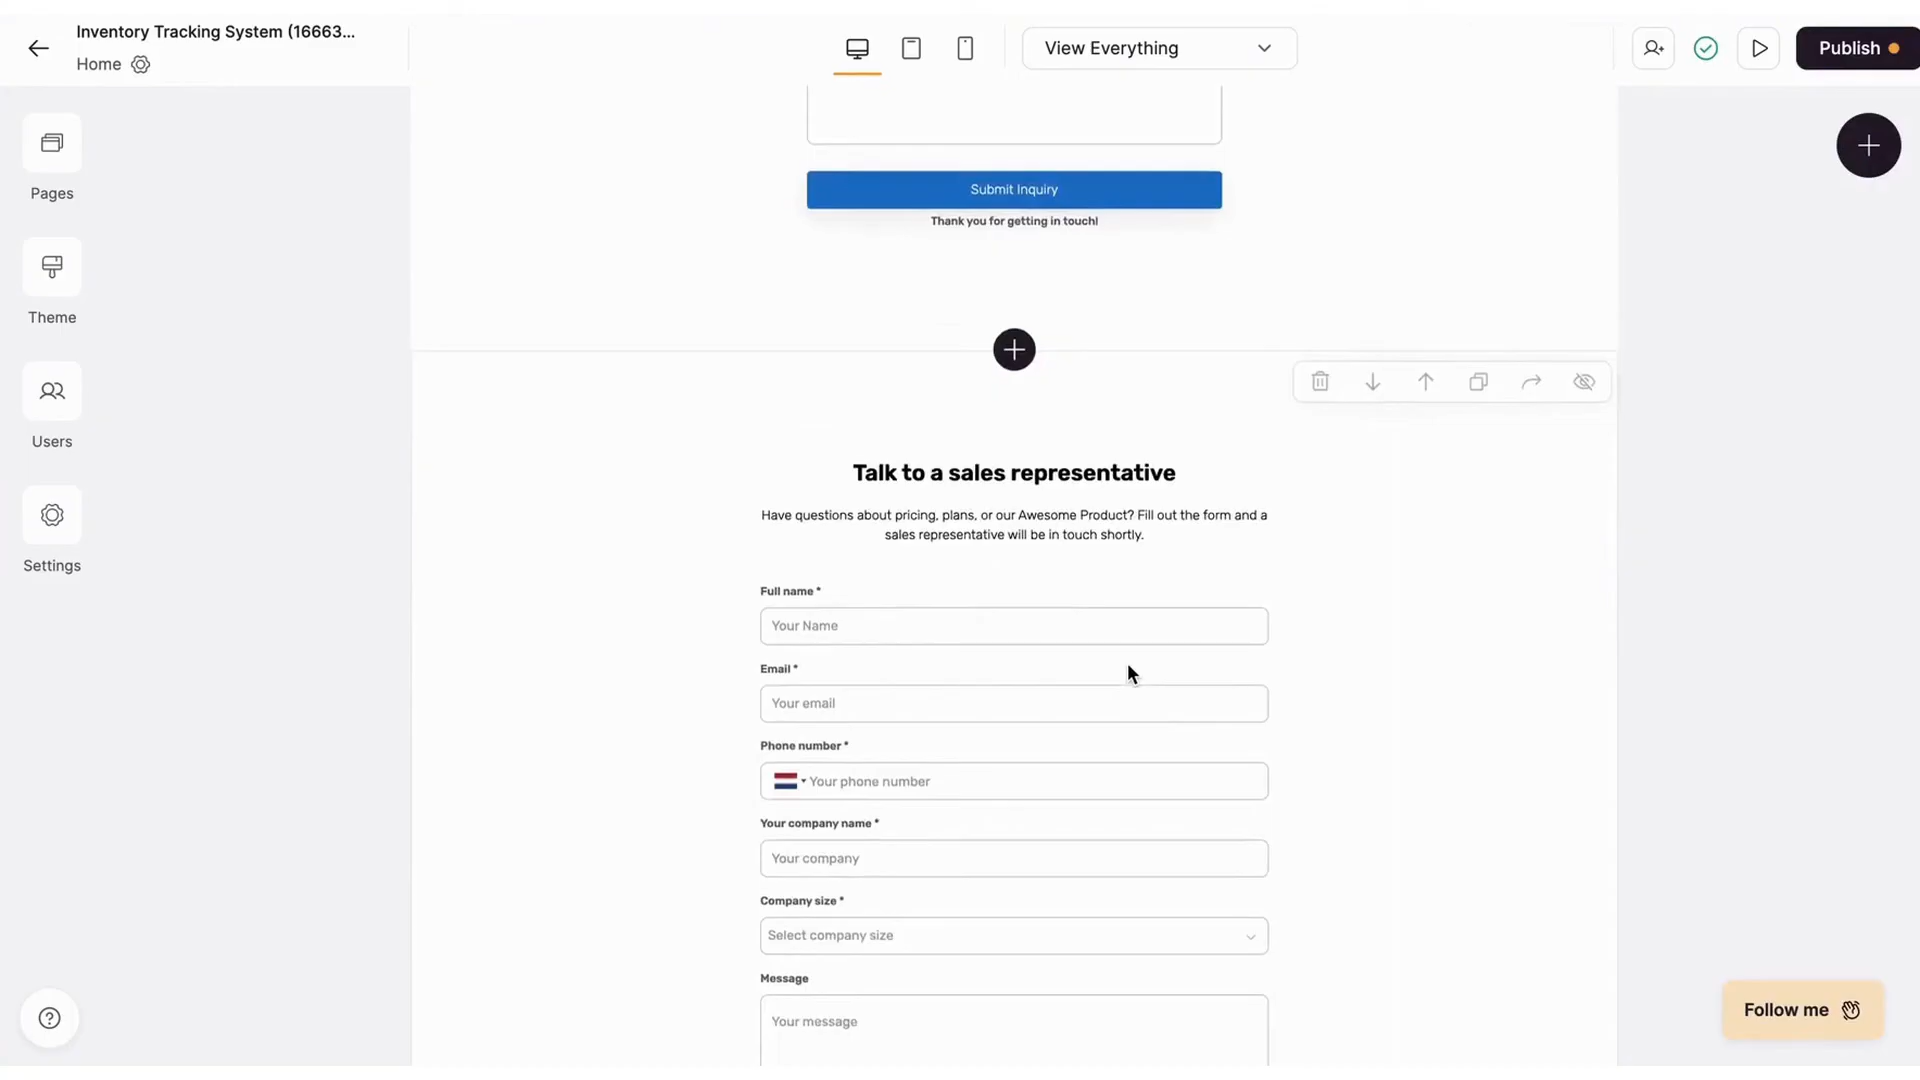 Inventory Tracking System (16663...
Home
View Everything
Publish
Pages
Theme
Users
Settings
Submit Inquiry
Thank you for getting in touch!
Talk to a sales representative
Have questions about pricing, plans, or our Awesome Product? Fill out the form and a
sales representative will be in touch shortly.
Full name *
Your Name
Email *
Your email
Phone number *
Your phone number
Your company name *
Your company
Company size *
Select company size
Message
Your message
Follow me